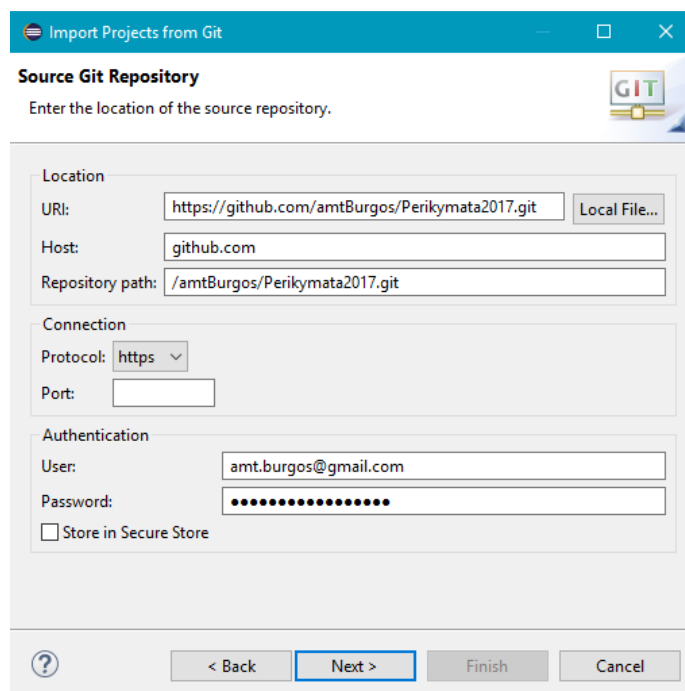 Import Projects from Git
Source Git Repository
Enter the location of the source repository.
GIT
Location
URI: https://github.com/amtBurgos/Perikymata2017.git Local File...
Host: github.com
Repository path: /amtBurgos/Perikymata2017.git
Connection
Protocol: https
Port:
Authentication
User: amt.burgos@gmail.com
Password: ●●●●●●●●●●●●●●●●●
Store in Secure Store
? < Back Next > Finish Cancel